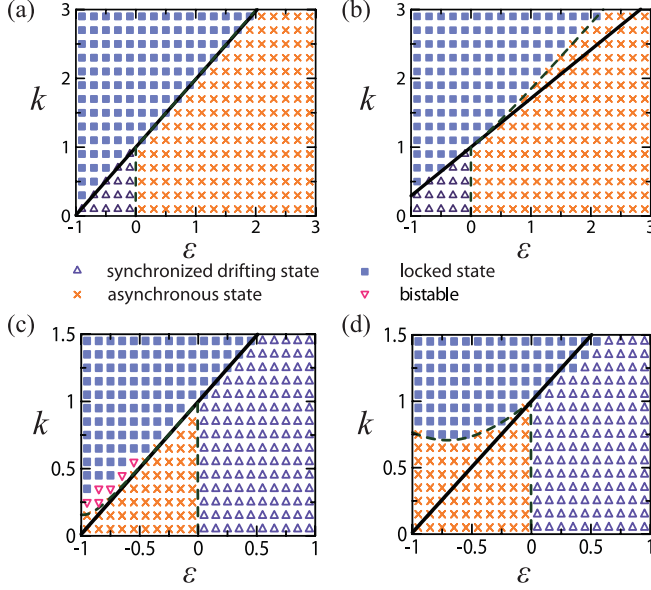 (a)
3
2
k
1
0
-1 0 1 2 3
ε
(b)
3
2
k
1
0
-1 0 1 2 3
ε
synchronized drifting state
locked state
asynchronous state
bistable
(c)
1.5
1
k
0.5
0
-1 -0.5 0 0.5 1
ε
(d)
1.5
1
k
0.5
0
-1 -0.5 0 0.5 1
ε